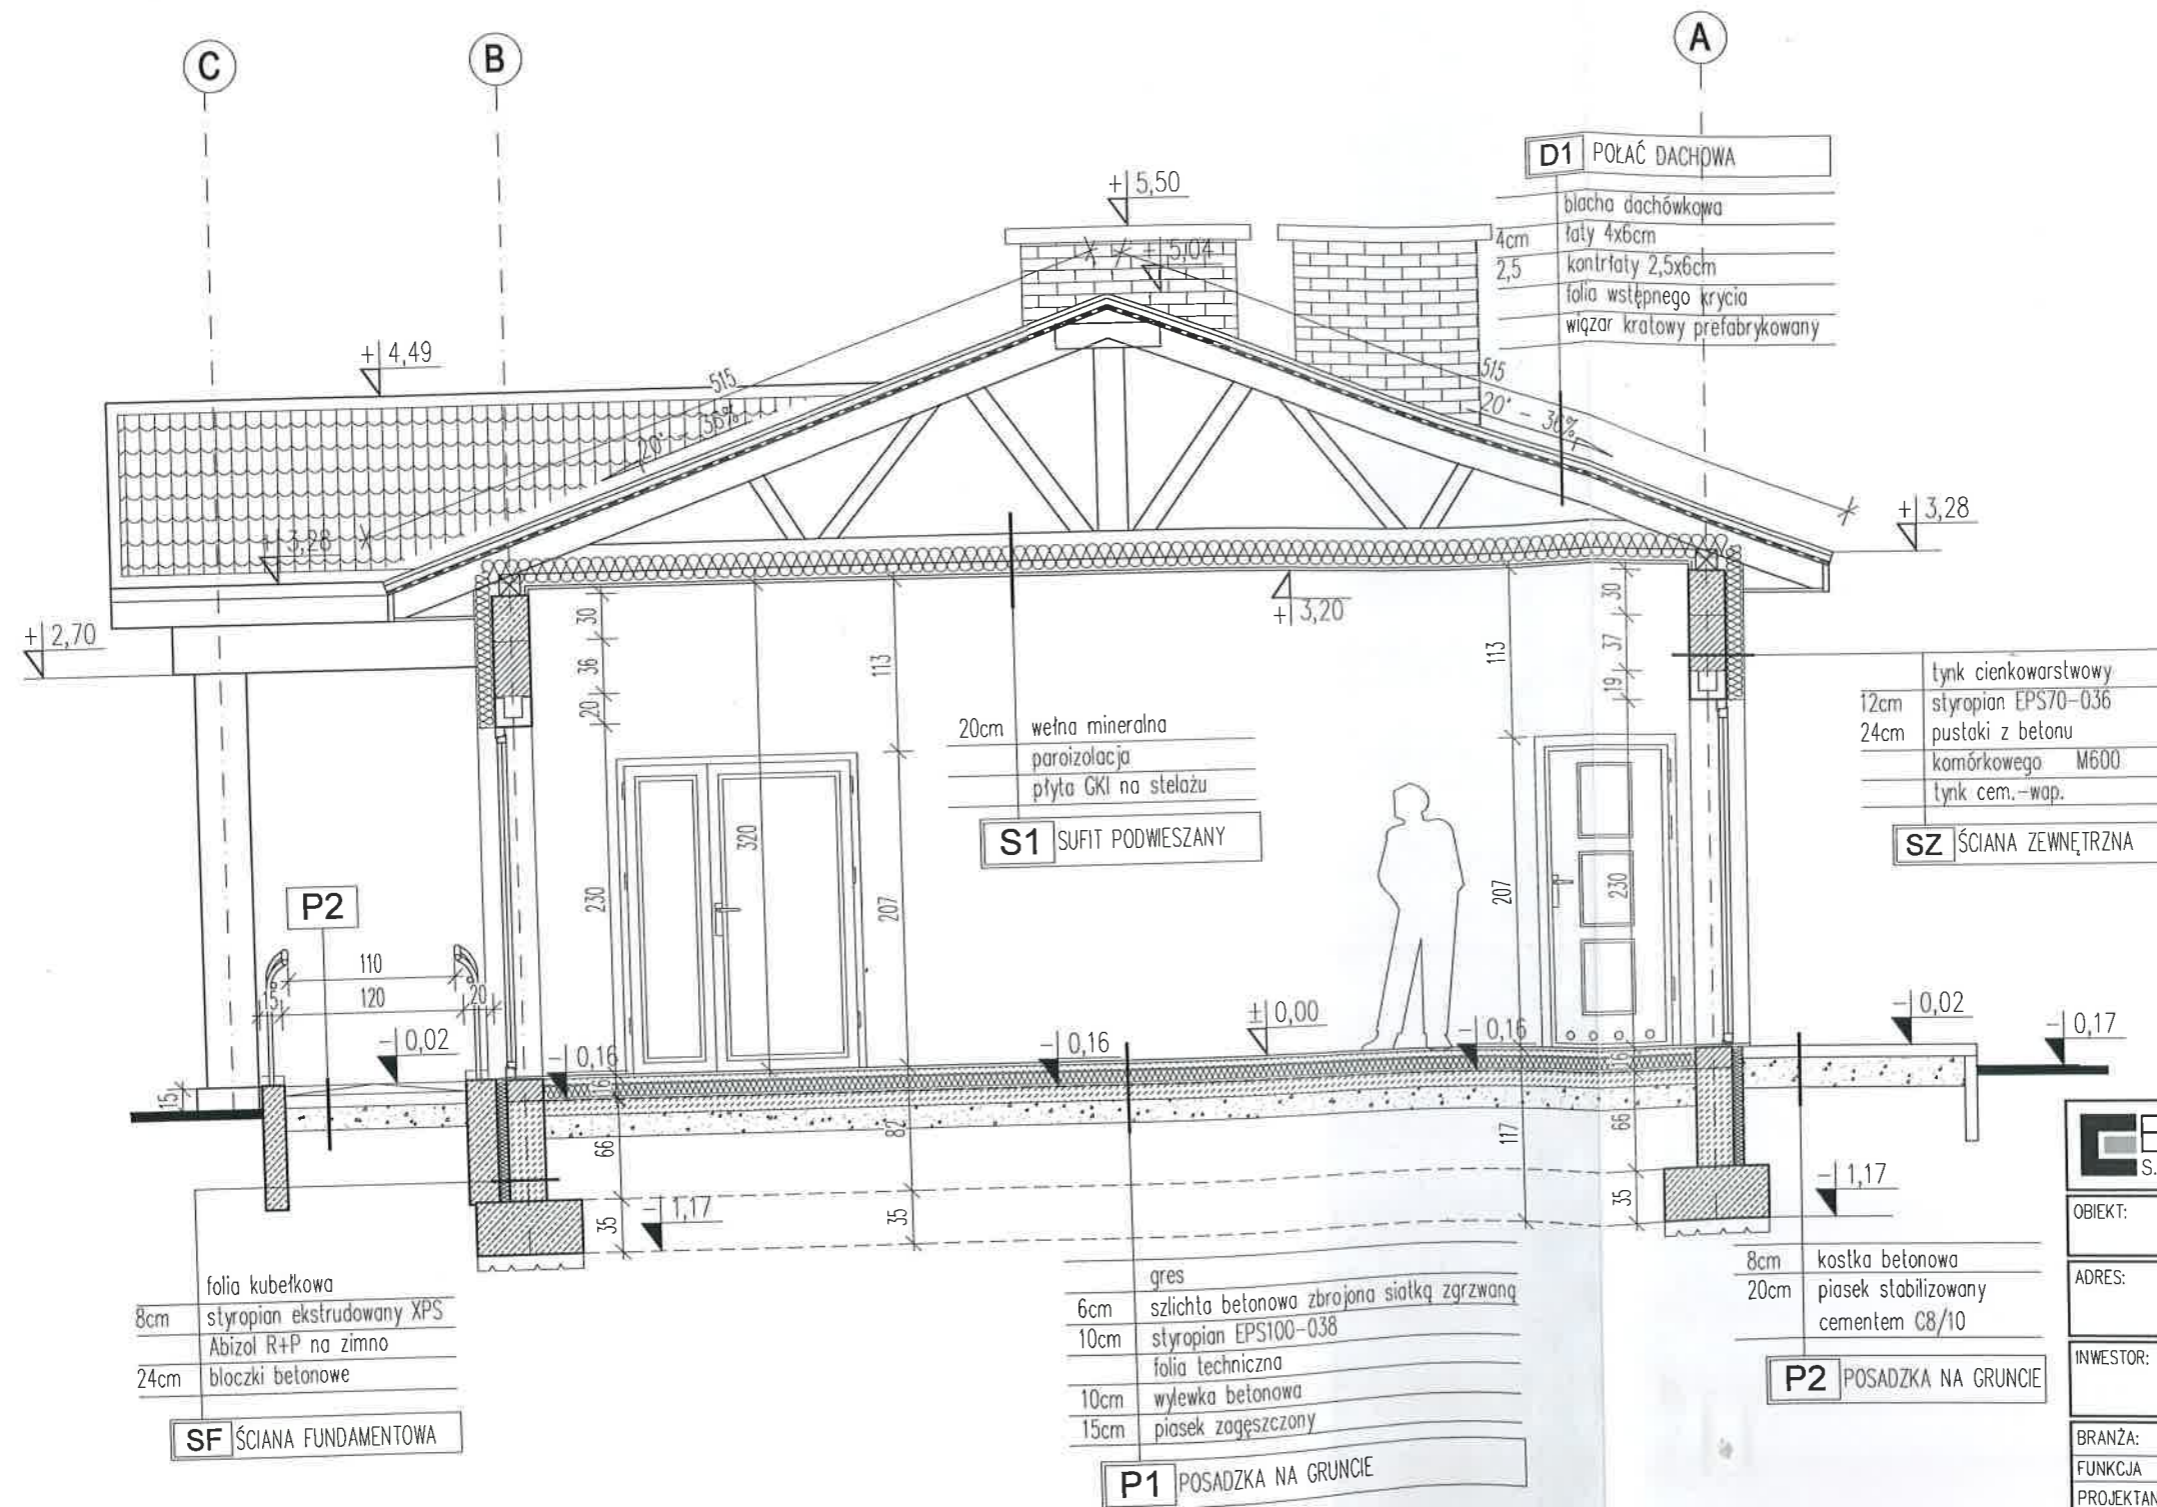 C
B
A
D1 POŁAĆ DACHOWA
blacha dachówkowa
4cm łaty 4x6cm
2,5 kontrłaty 2,5x6cm
folia wstępnego krycia
wiązar kratowy prefabrykowany
+ 5,50
+ 5,04
+ 4,49
515
20° - 36%
515
20° - 36%
+ 3,28
+ 3,28
+ 2,70
+ 3,20
30
36
20
230
320
113
207
113
207
30
37
19
230
20cm wełna mineralna
paroizolacja
płyta GKI na stelażu
S1 SUFIT PODWIESZANY
tynk cienkowarstwowy
12cm styropian EPS70-036
24cm pustaki z betonu
komórkowego M600
tynk cem.-wap.
SZ ŚCIANA ZEWNĘTRZNA
P2
110
15 120 20
- 0,02
- 0,16
- 0,16
± 0,00
- 0,16
- 0,02
- 0,17
15
16
66
35
82
35
117
16
66
35
- 1,17
- 1,17
folia kubełkowa
8cm styropian ekstrudowany XPS
Abizol R+P na zimno
24cm bloczki betonowe
SF ŚCIANA FUNDAMENTOWA
gres
6cm szlichta betonowa zbrojona siatką zgrzwaną
10cm styropian EPS100-038
folia techniczna
10cm wylewka betonowa
15cm piasek zagęszczony
P1 POSADZKA NA GRUNCIE
8cm kostka betonowa
20cm piasek stabilizowany
cementem C8/10
P2 POSADZKA NA GRUNCIE
S.
OBIEKT:
ADRES:
INWESTOR:
BRANŻA:
FUNKCJA
PROJEKTAN